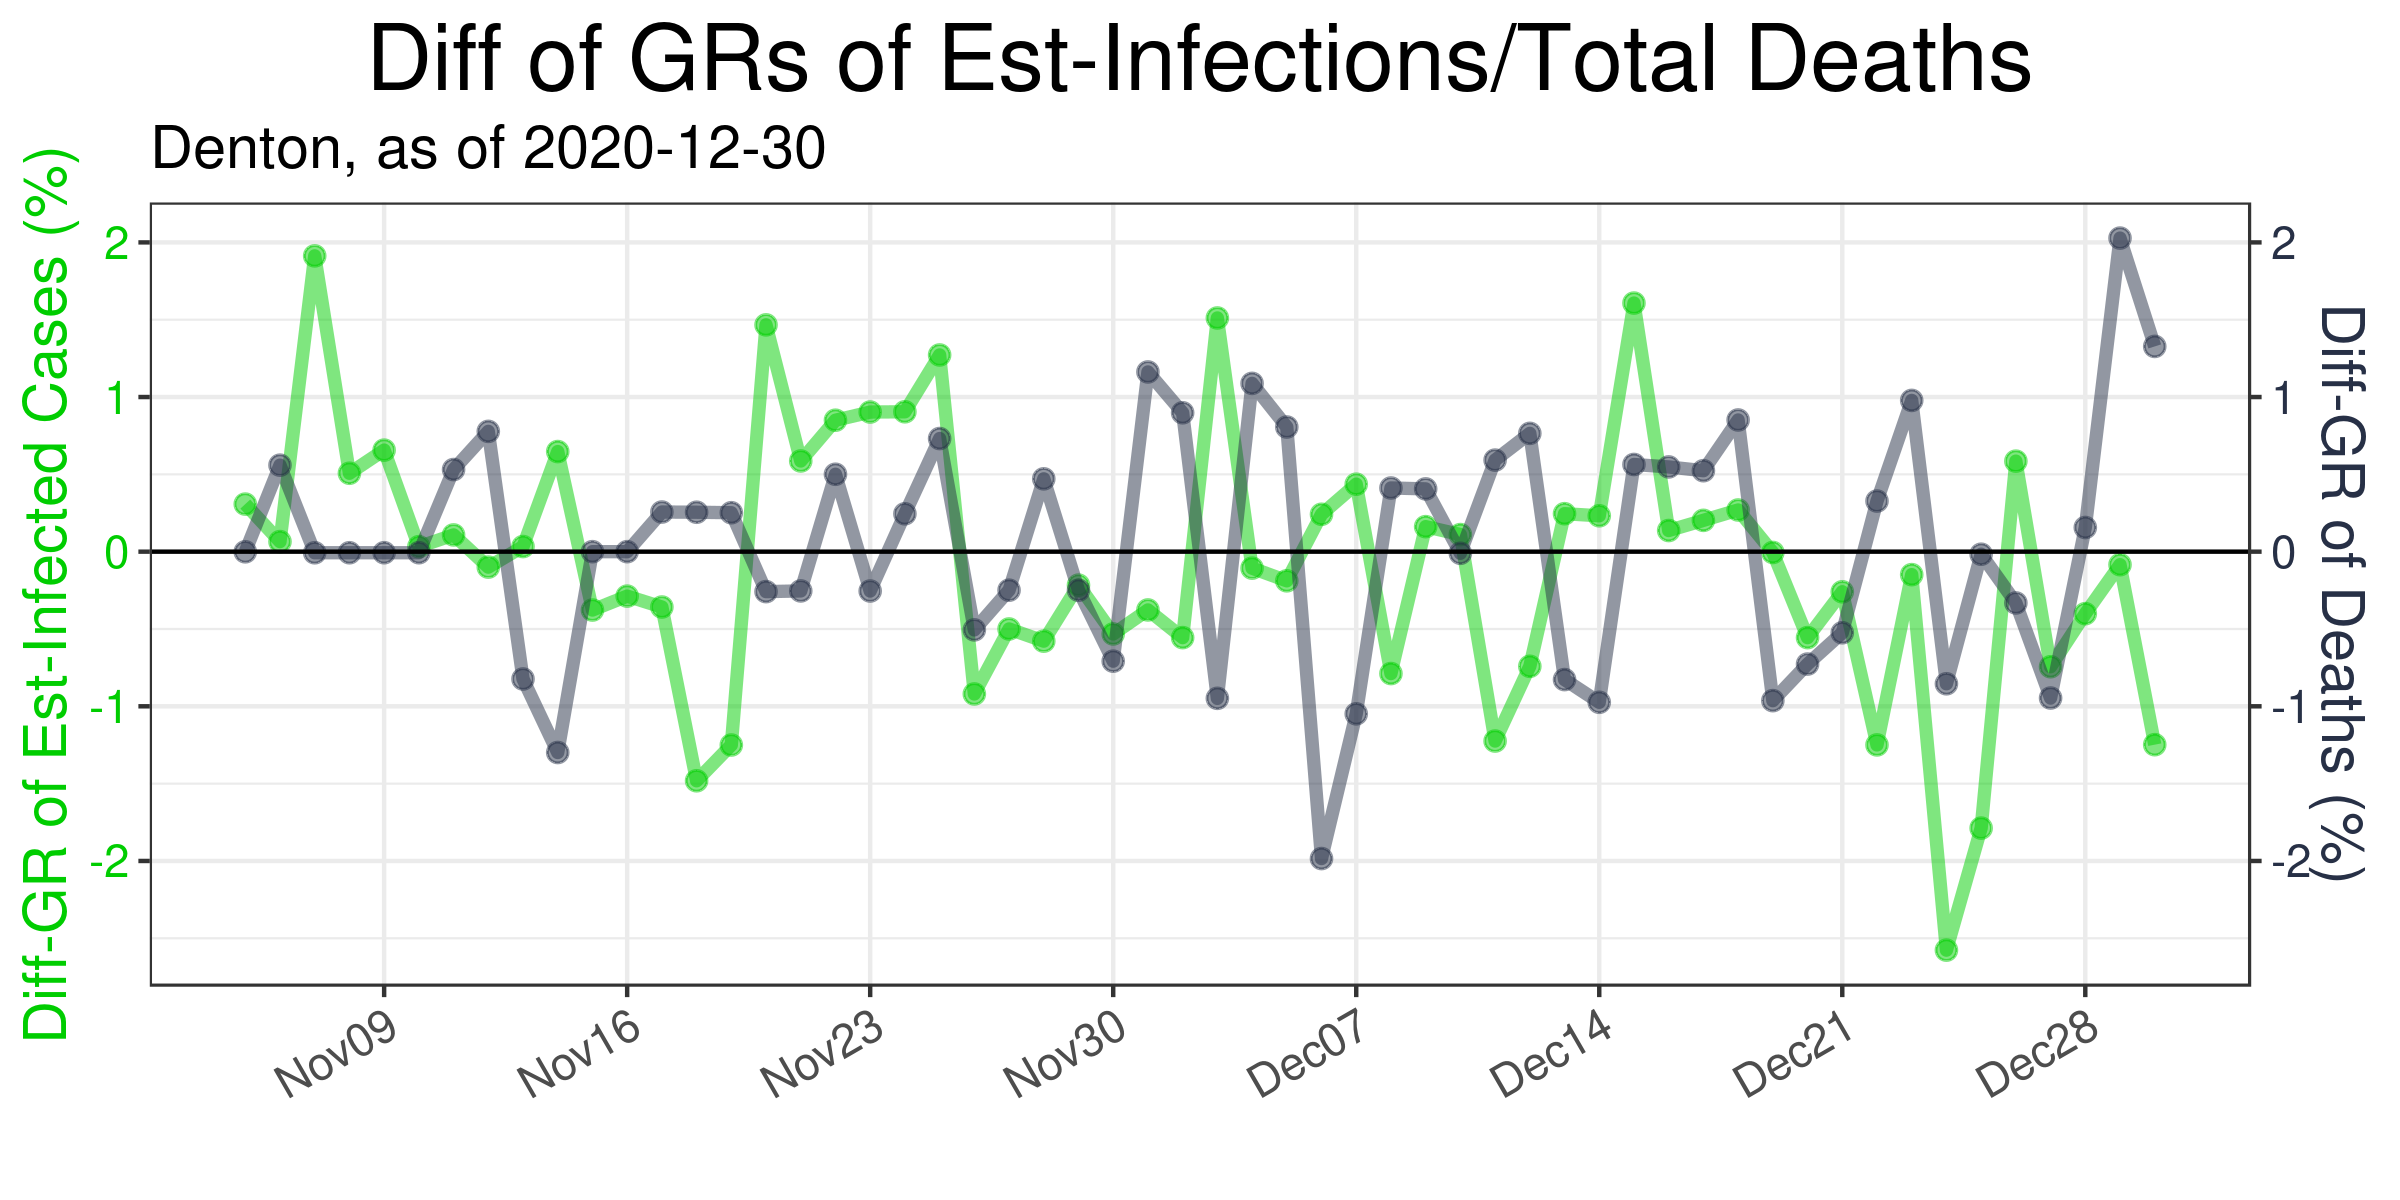 Diff of GRs of Est-Infections/Total Deaths
Denton, as of 2020-12-30
Diff-GR of Est-Infected Cases (%)
2
1
0
-1
-2
2
1
0
-1
-2
Diff-GR of Deaths (%)
Nov09
Nov16
Nov23
Nov30
Dec07
Dec14
Dec21
Dec28